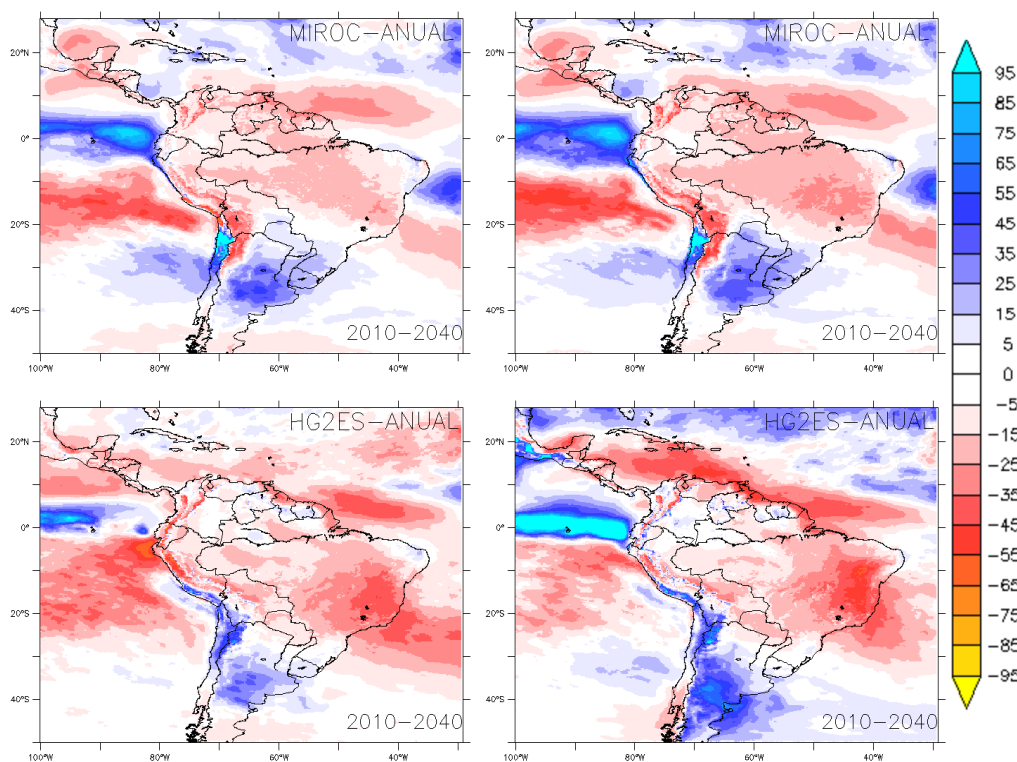 MIROC-ANUAL
20°N
0°
20°S
40°S
2010-2040
100°W
80°W
60°W
40°W
MIROC-ANUAL
20°N
0°
20°S
40°S
2010-2040
100°W
80°W
60°W
40°W
HG2ES-ANUAL
20°N
0°
20°S
40°S
2010-2040
100°W
80°W
60°W
40°W
HG2ES-ANUAL
20°N
0°
20°S
40°S
2010-2040
100°W
80°W
60°W
40°W
95
85
75
65
55
45
35
25
15
5
0
-5
-15
-25
-35
-45
-55
-65
-75
-85
-95